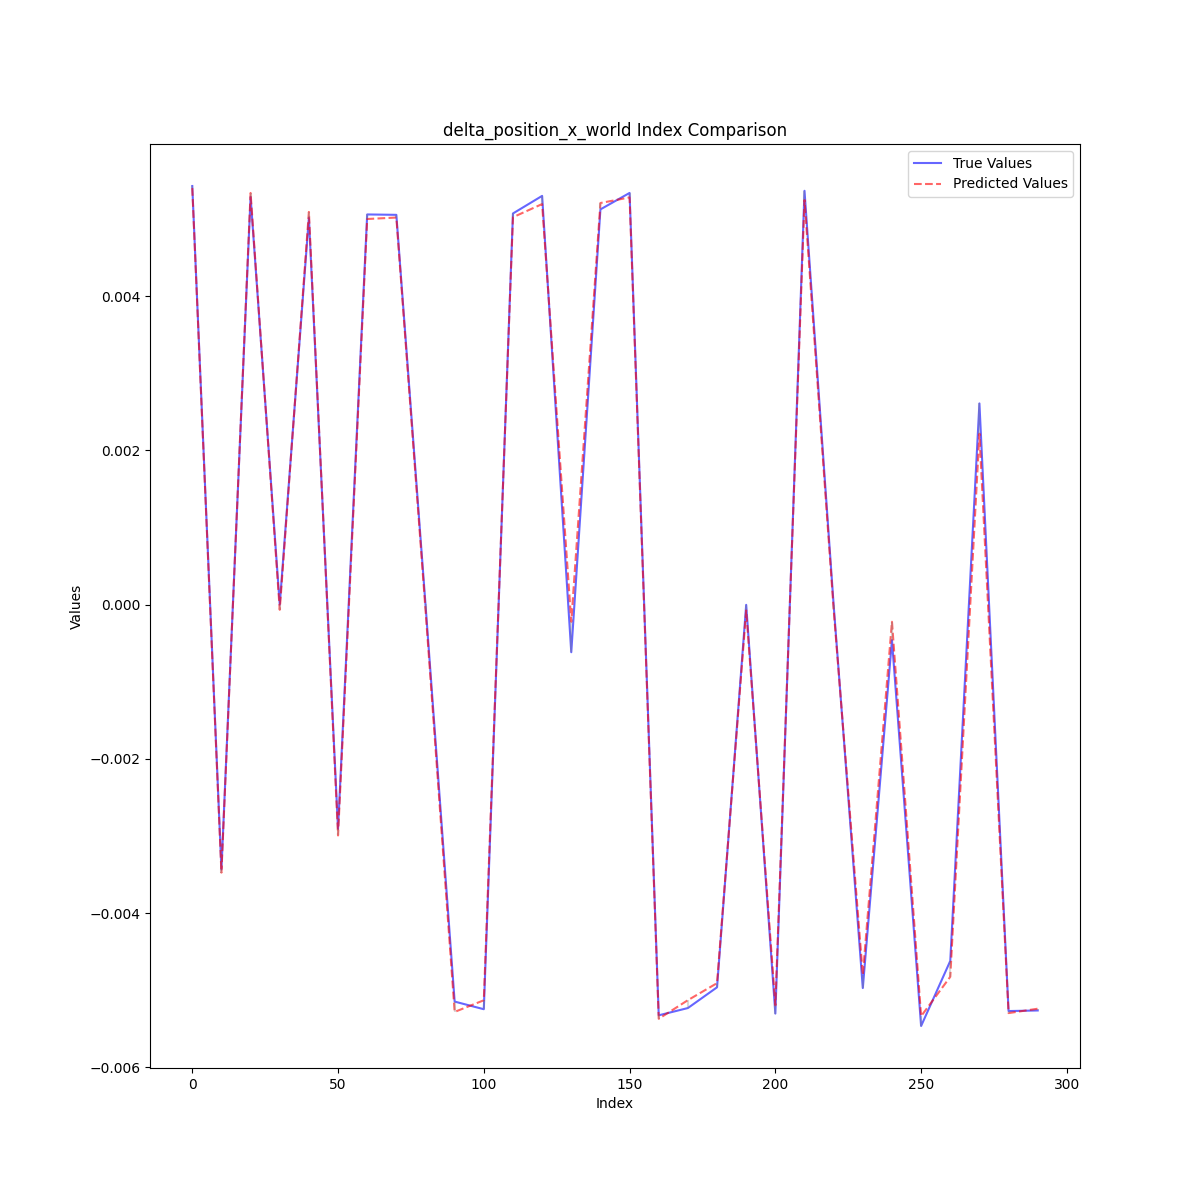 delta_position_x_world Index Comparison
True Values
Predicted Values
0.004
0.002
0.000
−0.002
−0.004
−0.006
Values
0
50
100
150
200
250
300
Index